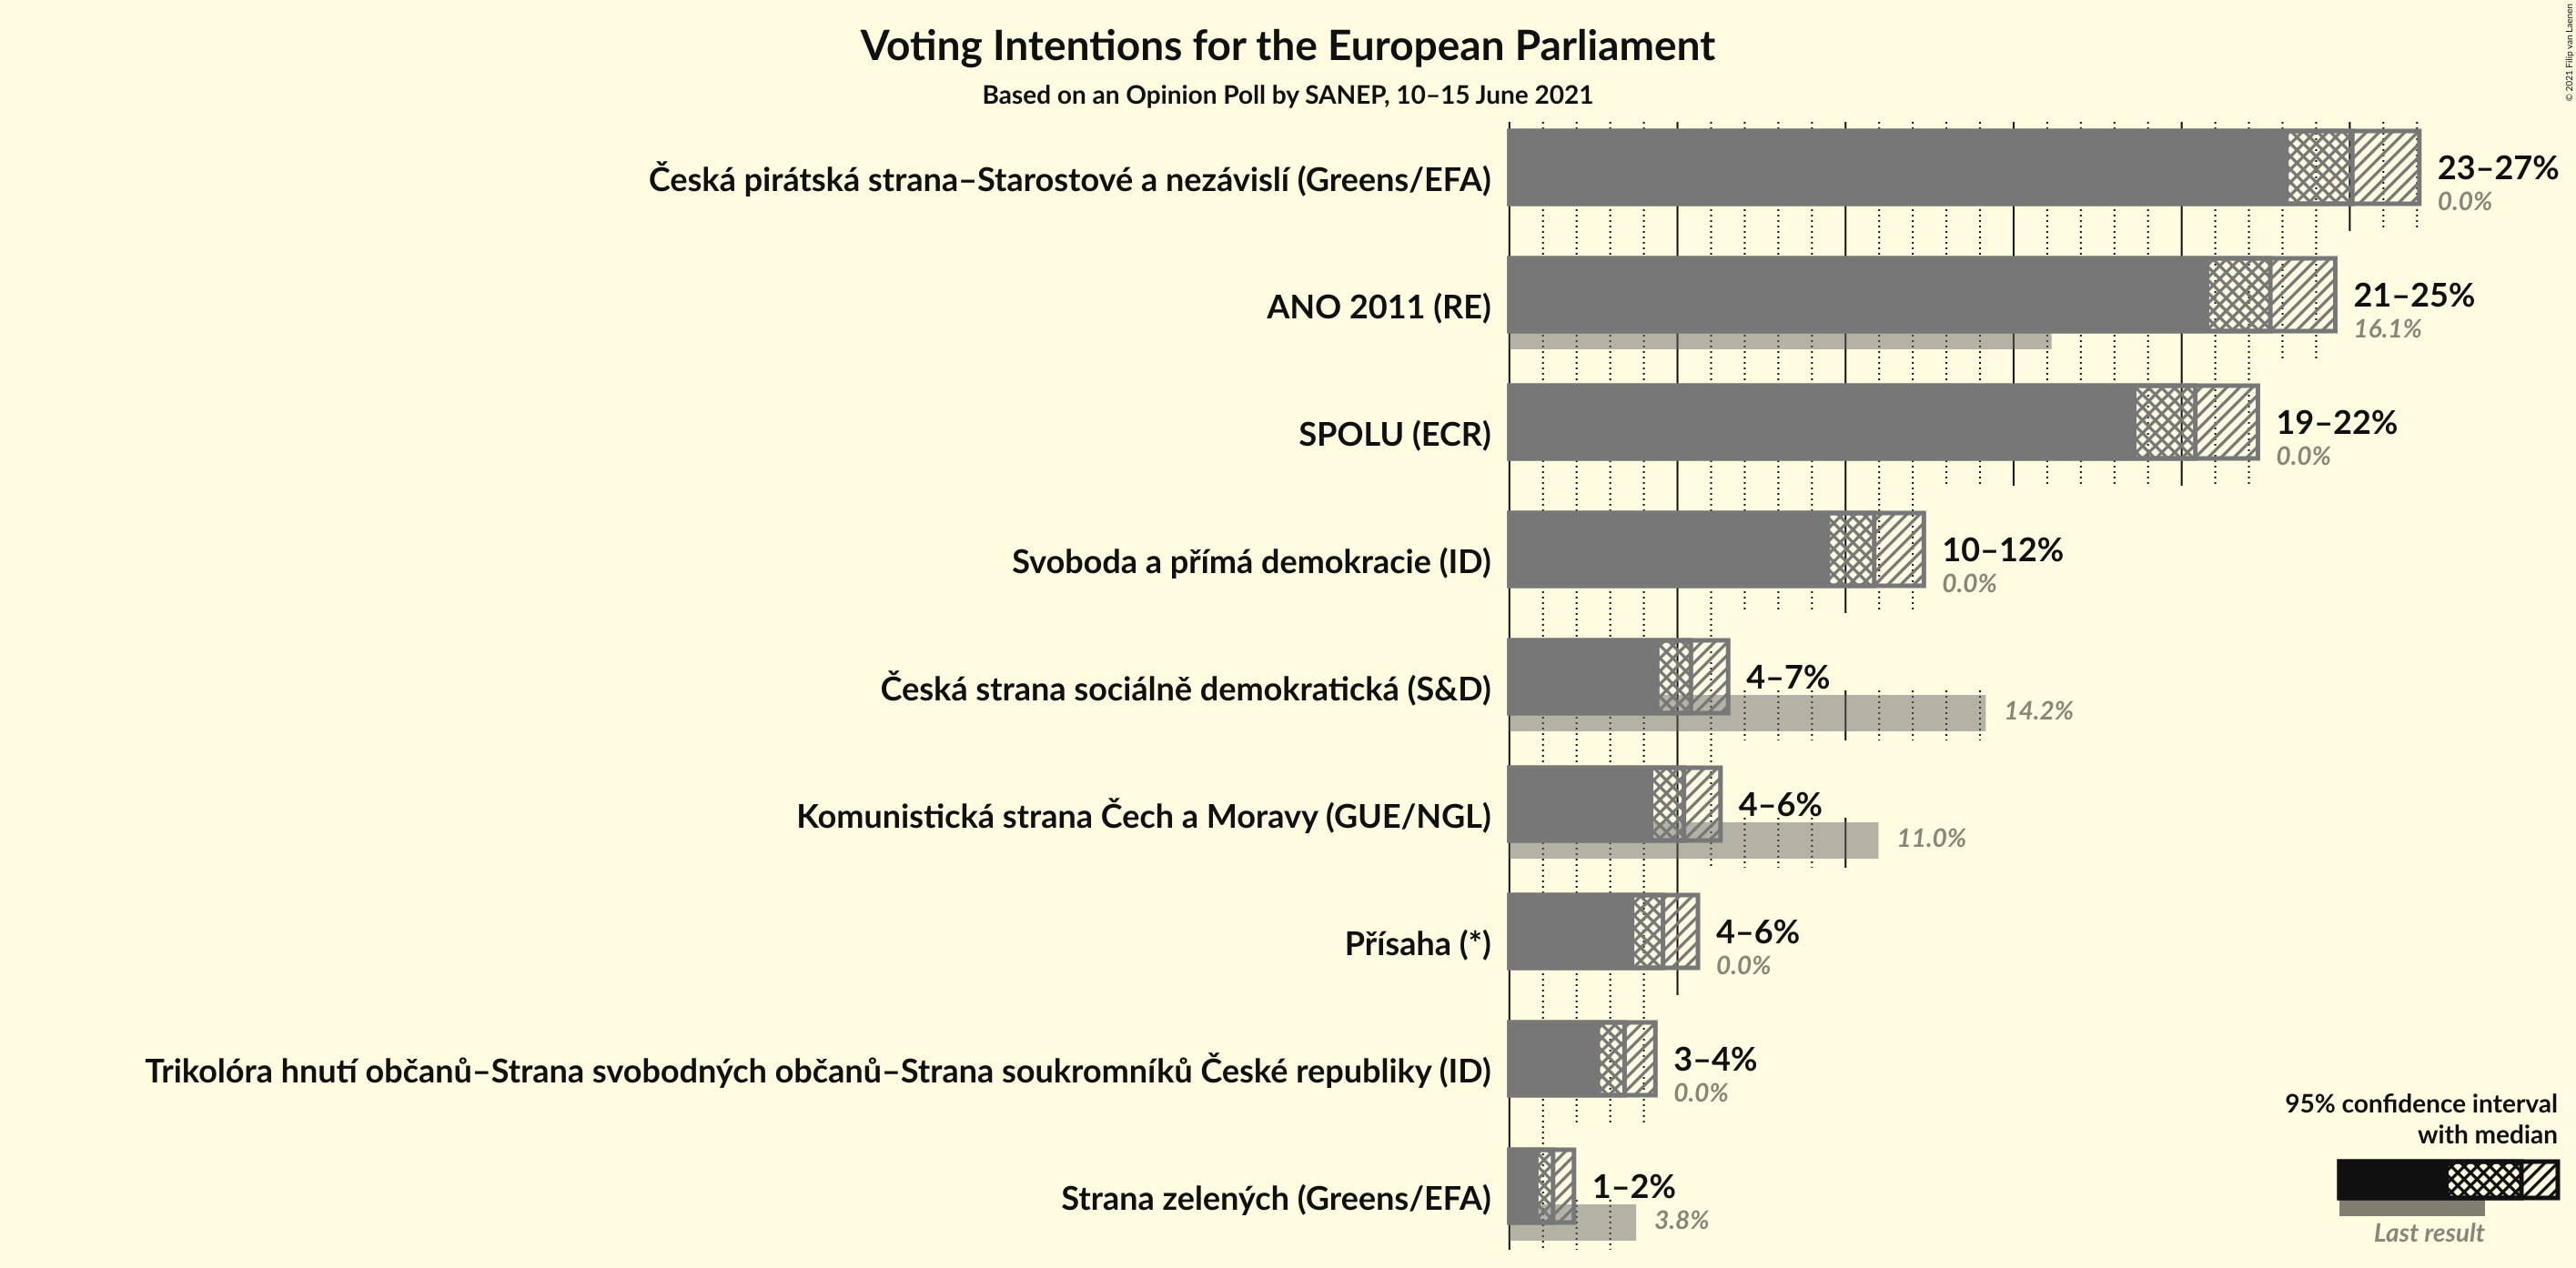 Voting Intentions for the European Parliament
Based on an Opinion Poll by SANEP, 10–15 June 2021
© 2021 Filip van Laenen
Česká pirátská strana–Starostové a nezávislí (Greens/EFA)
23–27%
0.0%
ANO 2011 (RE)
21–25%
16.1%
SPOLU (ECR)
19–22%
0.0%
Svoboda a přímá demokracie (ID)
10–12%
0.0%
Česká strana sociálně demokratická (S&D)
4–7%
14.2%
Komunistická strana Čech a Moravy (GUE/NGL)
4–6%
11.0%
Přísaha (*)
4–6%
0.0%
Trikolóra hnutí občanů–Strana svobodných občanů–Strana soukromníků České republiky (ID)
3–4%
0.0%
Strana zelených (Greens/EFA)
1–2%
3.8%
95% confidence interval
with median
Last result